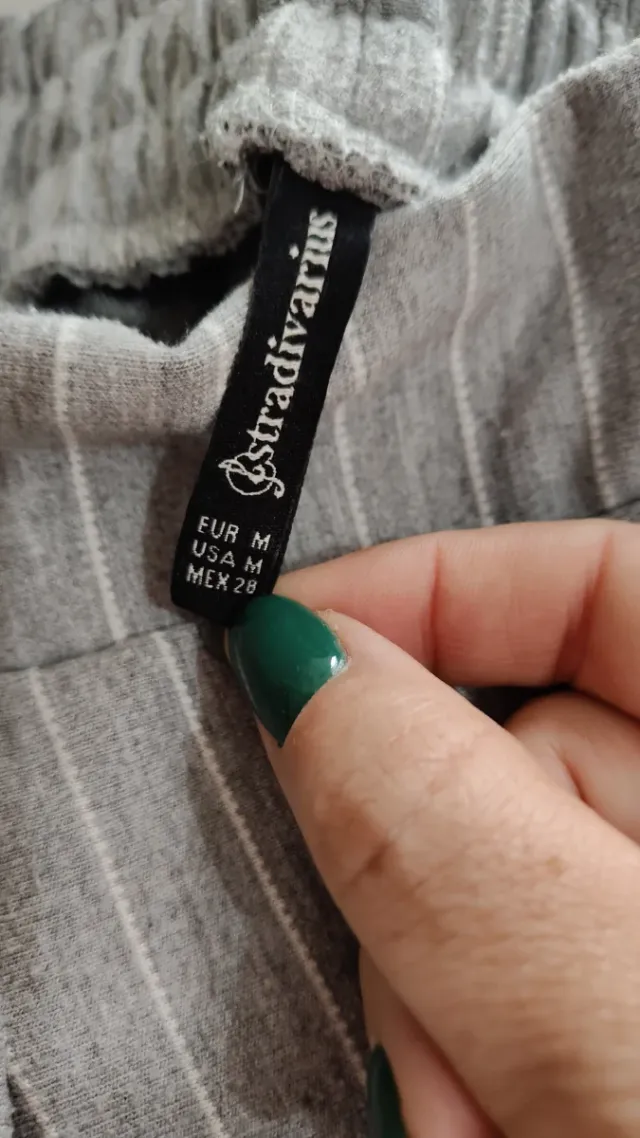 stradivarius
EUR M
USA M
MEX 28